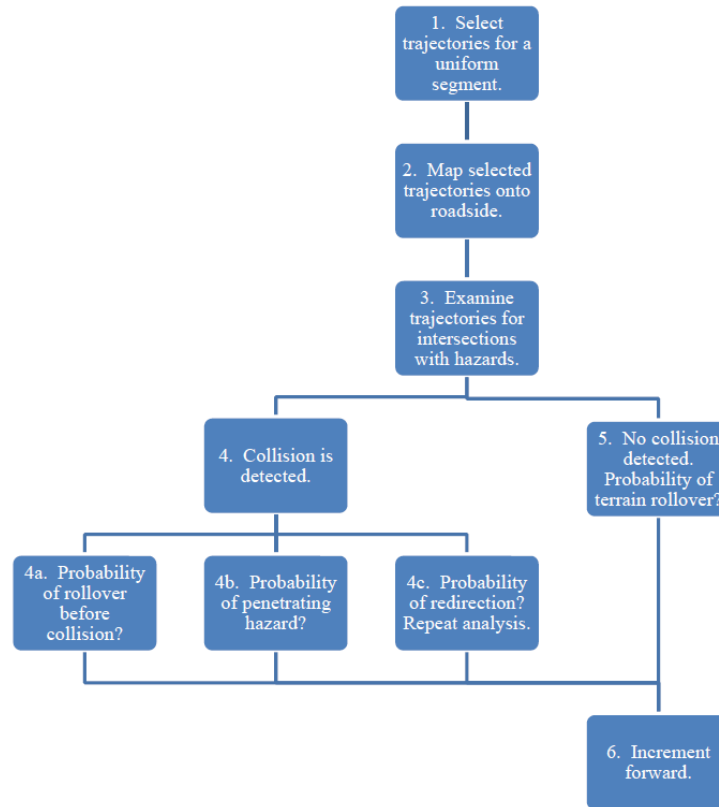 1.  Select
trajectories for a
uniform
segment.
2.  Map selected
trajectories onto
roadside.
3.  Examine
trajectories for
intersections
with hazards.
4.  Collision is
detected.
5.  No collision
detected.
Probability of
terrain rollover?
4a.  Probability
of rollover
before
collision?
4b.  Probability
of penetrating
hazard?
4c.  Probability
of redirection?
Repeat analysis.
6.  Increment
forward.